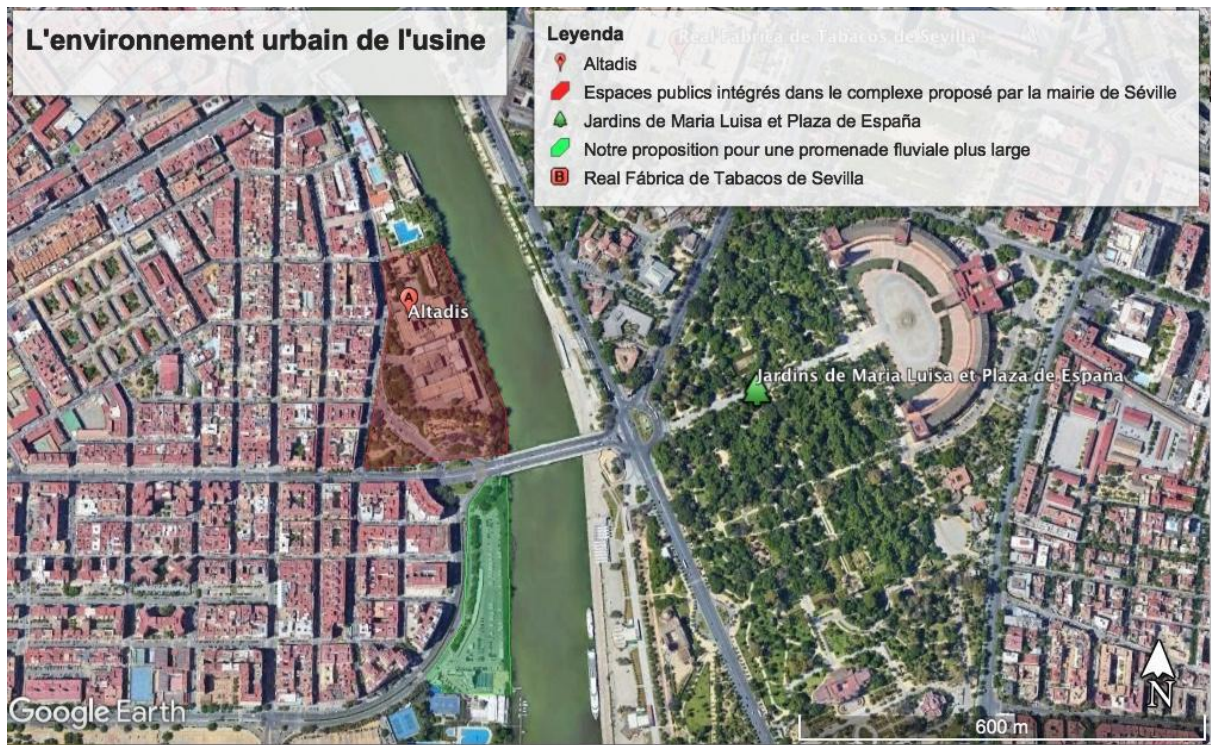 L'environnement urbain de l'usine
Leyenda
Real Fábrica de Tabacos de Sevilla
A Altadis
Espaces publics intégrés dans le complexe proposé par la mairie de Séville
Jardins de Maria Luisa et Plaza de España
Notre proposition pour une promenade fluviale plus large
B Real Fábrica de Tabacos de Sevilla
A
Altadis
Jardins de Maria Luisa et Plaza de España
Google Earth
N
600 m